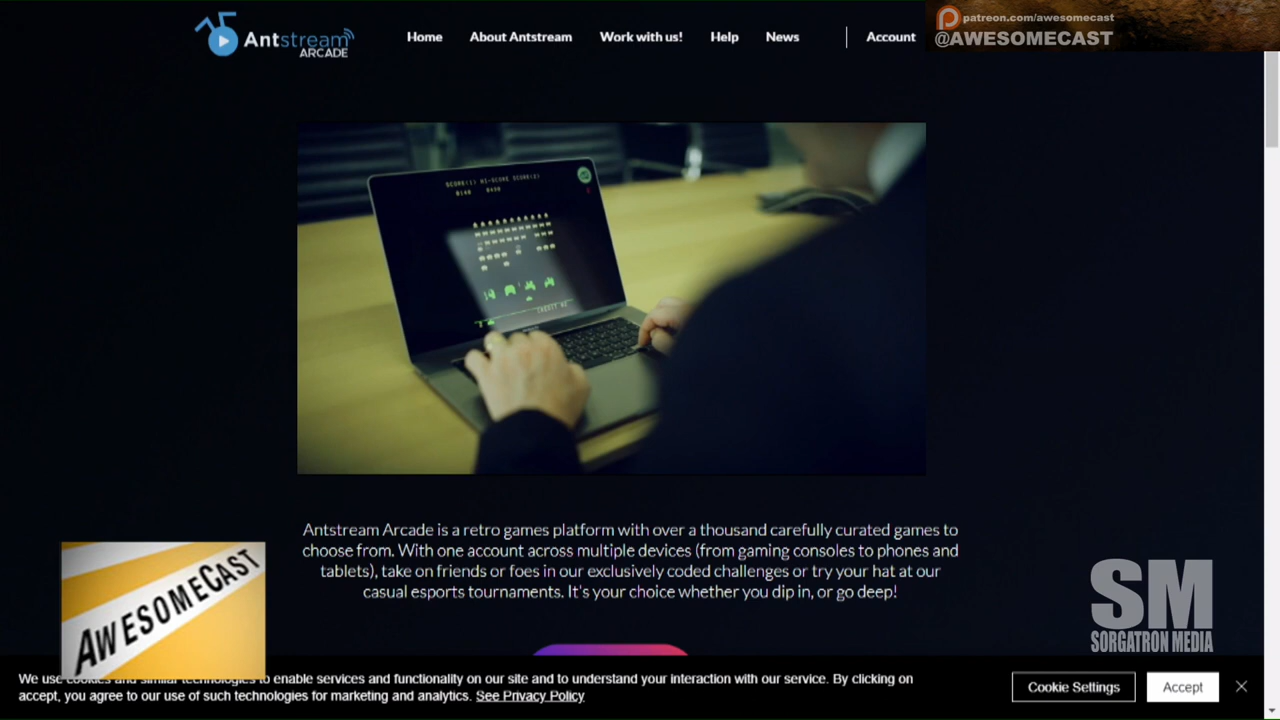 Antstream
ARCADE
Home
About Antstream
Work with us!
Help
News
Account
patreon.com/awesomecast
@AWESOMECAST
SCORE(1) HI-SCORE SCORE(2)
Antstream Arcade is a retro games platform with over a thousand carefully curated games to
choose from. With one account across multiple devices (from gaming consoles to phones and
tablets), take on friends or foes in our exclusively coded challenges or try your hat at our
casual esports tournaments. It's your choice whether you dip in, or go deep!
AWESOMECAST
SM
SORGATRON MEDIA
We use cookies and similar technologies to enable services and functionality on our site and to understand your interaction with our service. By clicking on
accept, you agree to our use of such technologies for marketing and analytics. See Privacy Policy
Cookie Settings
Accept